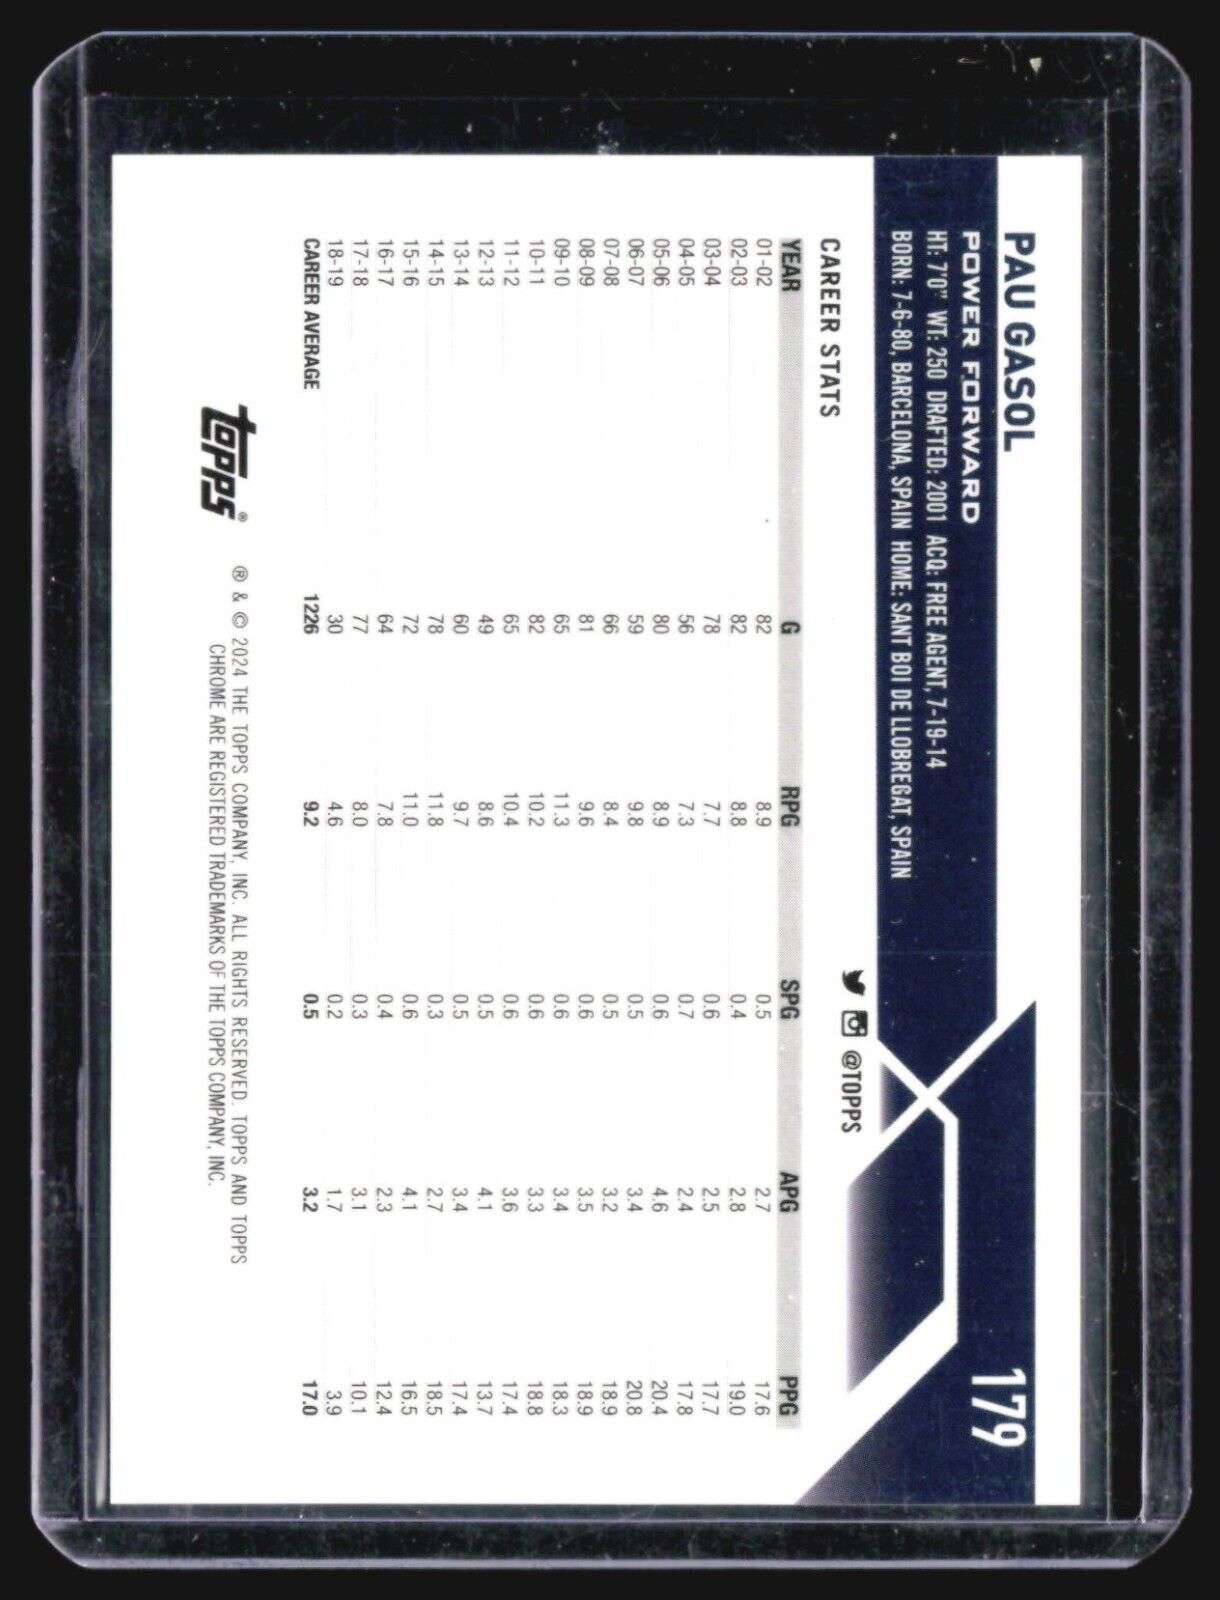 PAU GASOL
179
POWER FORWARD
HT: 7'0" WT: 250 DRAFTED: 2001 ACQ: FREE AGENT, 7-19-14
BORN: 7-6-80, BARCELONA, SPAIN HOME: SANT BOI DE LLOBREGAT, SPAIN
@TOPPS
CAREER STATS
YEAR G RPG SPG APG PPG
01-02 82 8.9 0.5 2.7 17.6
02-03 82 8.8 0.4 2.8 19.0
03-04 78 7.7 0.6 2.5 17.7
04-05 56 7.3 0.7 2.4 17.8
05-06 80 8.9 0.6 4.6 20.4
06-07 59 9.8 0.5 3.4 20.8
07-08 66 8.4 0.5 3.2 18.9
08-09 81 9.6 0.6 3.5 18.9
09-10 65 11.3 0.6 3.4 18.3
10-11 82 10.2 0.6 3.3 18.8
11-12 65 10.4 0.6 3.6 17.4
12-13 49 8.6 0.5 4.1 13.7
13-14 60 9.7 0.5 3.4 17.4
14-15 78 11.8 0.3 2.7 18.5
15-16 72 11.0 0.6 4.1 16.5
16-17 64 7.8 0.4 2.3 12.4
17-18 77 8.0 0.3 3.1 10.1
18-19 30 4.6 0.2 1.7 3.9
CAREER AVERAGE 1226 9.2 0.5 3.2 17.0
topps®
® & © 2024 THE TOPPS COMPANY, INC. ALL RIGHTS RESERVED. TOPPS AND TOPPS
CHROME ARE REGISTERED TRADEMARKS OF THE TOPPS COMPANY, INC.